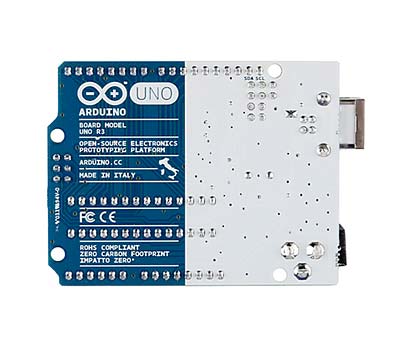 SDA SCL
UNO
ARDUINO
BOARD MODEL
UNO R3
OPEN-SOURCE ELECTRONICS
PROTOTYPING PLATFORM
ARDUINO.CC
MADE IN ITALY
FC CE
ROHS COMPLIANT
ZERO CARBON FOOTPRINT
IMPATTO ZERO